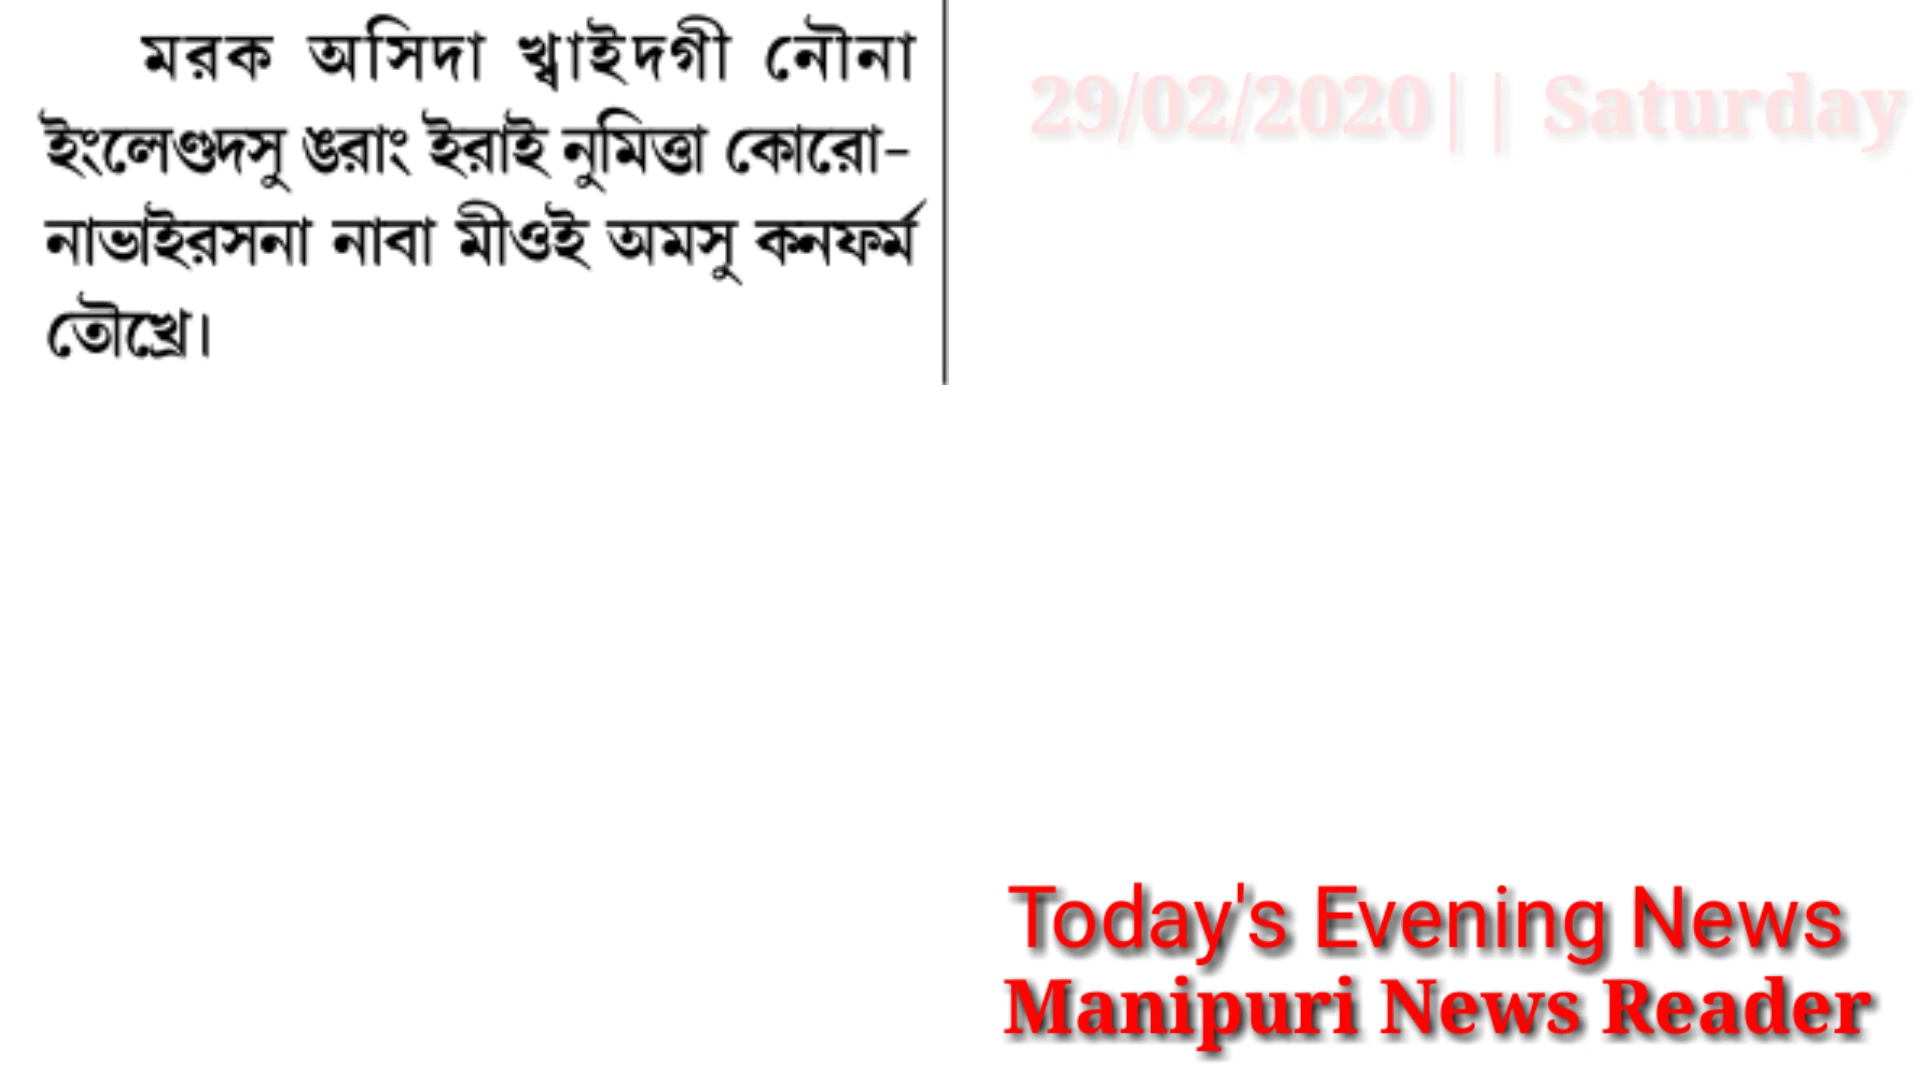 মরক অসিদা খ্বাইদগী নৌনা
ইংলেণ্ডদসু ঙরাং ইরাই নুমিত্তা কোরো-
নাভাইরসনা নাবা মীওই অমসু কনফর্ম
তৌখ্রে।
29/02/2020|| Saturday
Today's Evening News
Manipuri News Reader